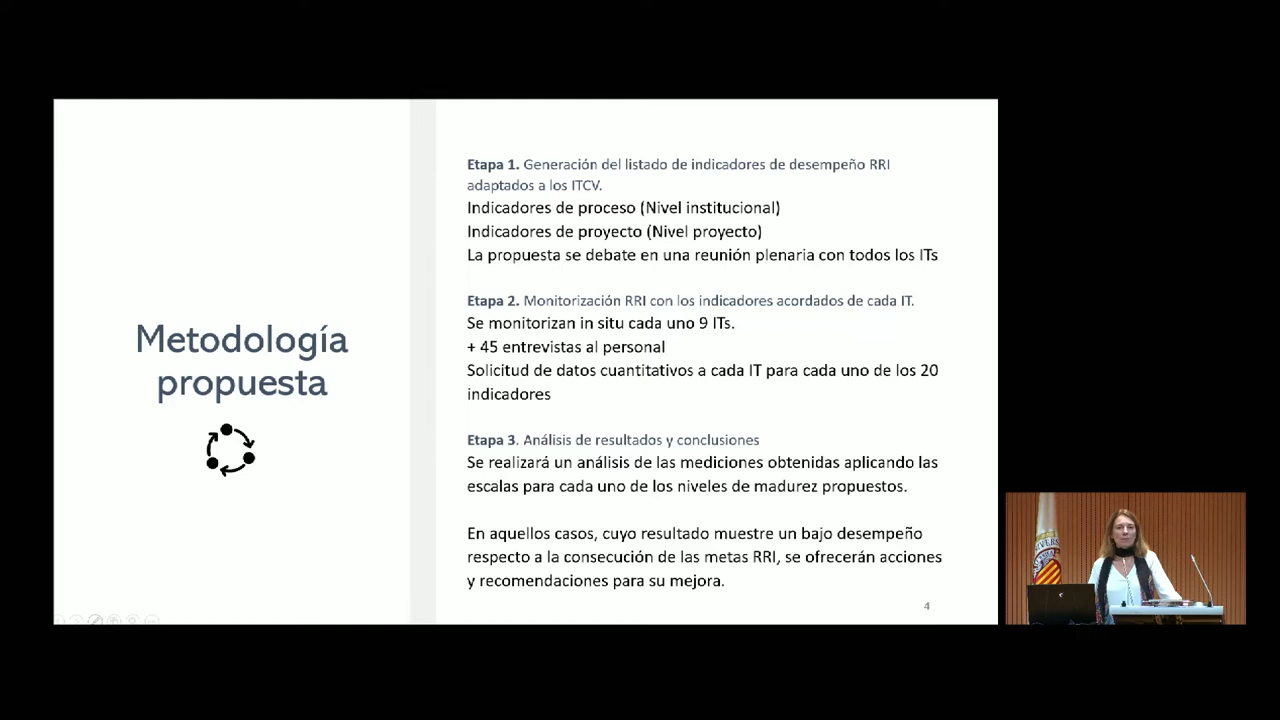 Metodología
propuesta
Etapa 1. Generación del listado de indicadores de desempeño RRI
adaptados a los ITCV.
Indicadores de proceso (Nivel institucional)
Indicadores de proyecto (Nivel proyecto)
La propuesta se debate en una reunión plenaria con todos los ITs
Etapa 2. Monitorización RRI con los indicadores acordados de cada IT.
Se monitorizan in situ cada uno 9 ITs.
+ 45 entrevistas al personal
Solicitud de datos cuantitativos a cada IT para cada uno de los 20
indicadores
Etapa 3. Análisis de resultados y conclusiones
Se realizará un análisis de las mediciones obtenidas aplicando las
escalas para cada uno de los niveles de madurez propuestos.
En aquellos casos, cuyo resultado muestre un bajo desempeño
respecto a la consecución de las metas RRI, se ofrecerán acciones
y recomendaciones para su mejora.
4